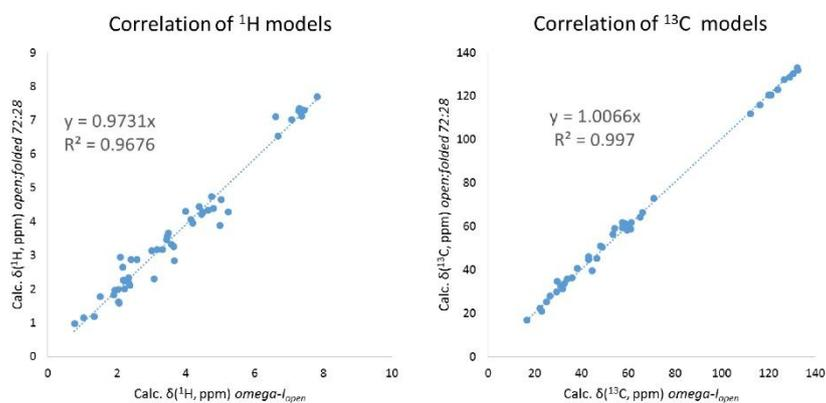 Correlation of ¹H models
9
8
7
6
5
4
3
2
1
0
y = 0.9731x
R² = 0.9676
Calc. δ(¹H, ppm) open:folded 72:28
0 2 4 6 8 10
Calc. δ(¹H, ppm) omega-I_open
Correlation of ¹³C models
140
120
100
80
60
40
20
0
y = 1.0066x
R² = 0.997
Calc. δ(¹³C, ppm) open:folded 72:28
0 20 40 60 80 100 120 140
Calc. δ(¹³C, ppm) omega-I_open